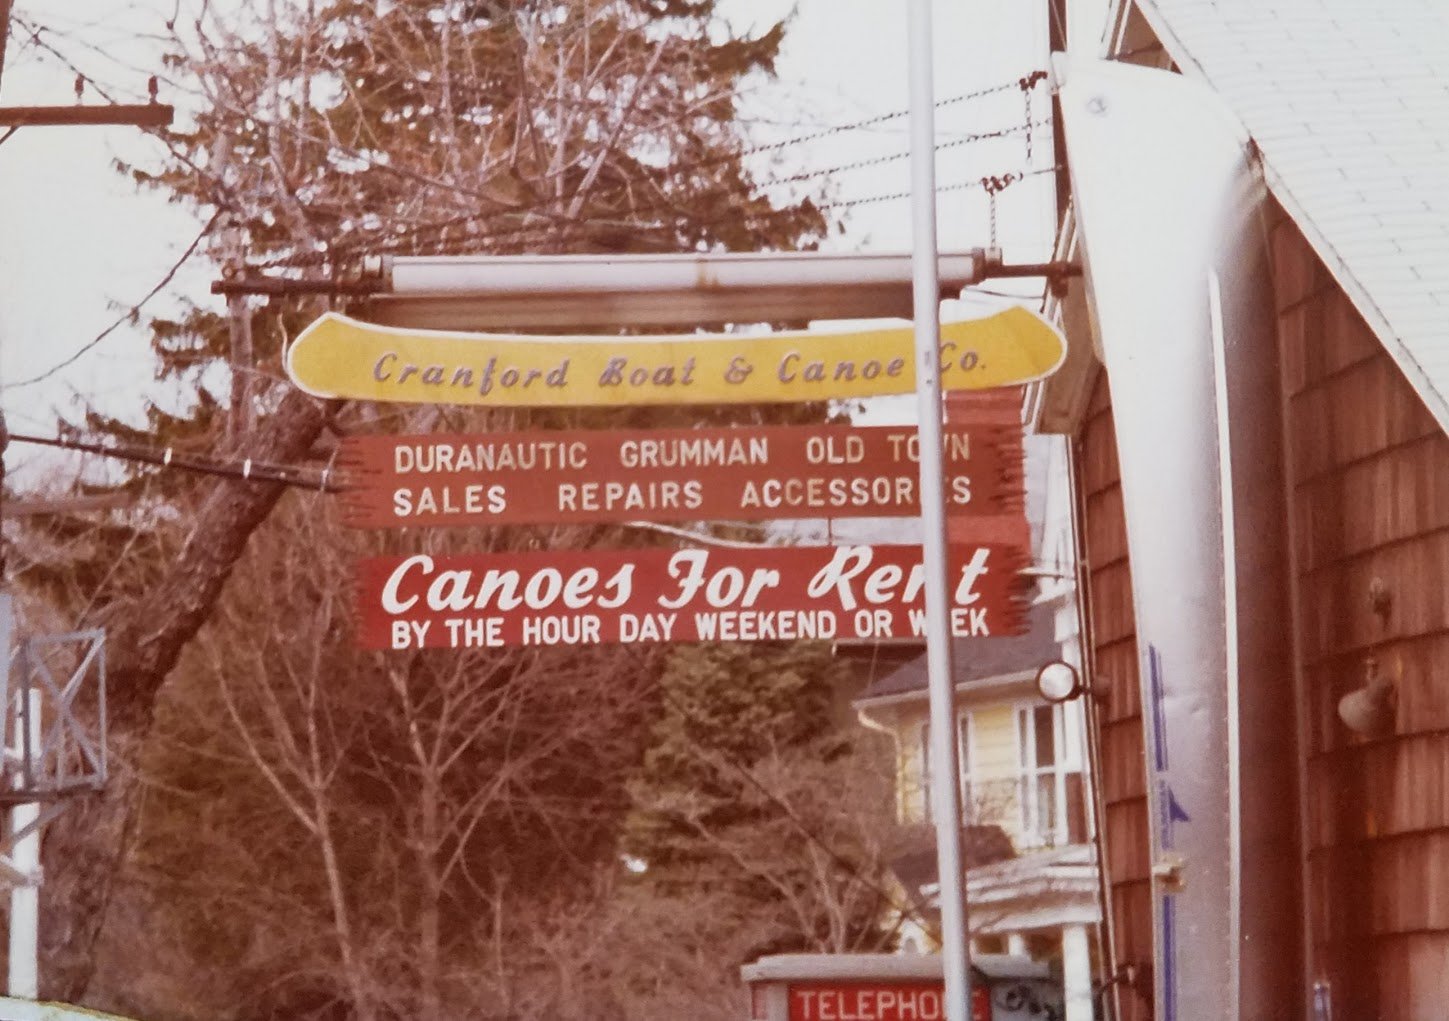 Cranford Boat & Canoe Co.
DURANAUTIC GRUMMAN OLD TOWN
SALES REPAIRS ACCESSORIES
Canoes For Rent
BY THE HOUR DAY WEEKEND OR WEEK
TELEPHONE